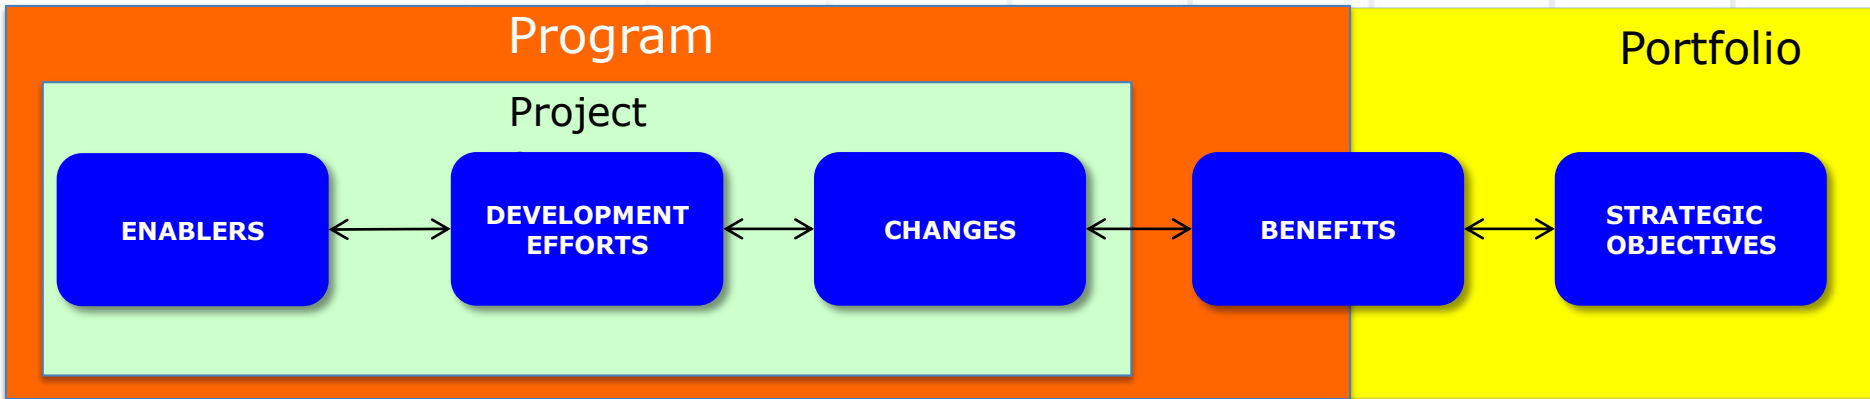 Program
Portfolio
Project
ENABLERS
DEVELOPMENT
EFFORTS
CHANGES
BENEFITS
STRATEGIC
OBJECTIVES